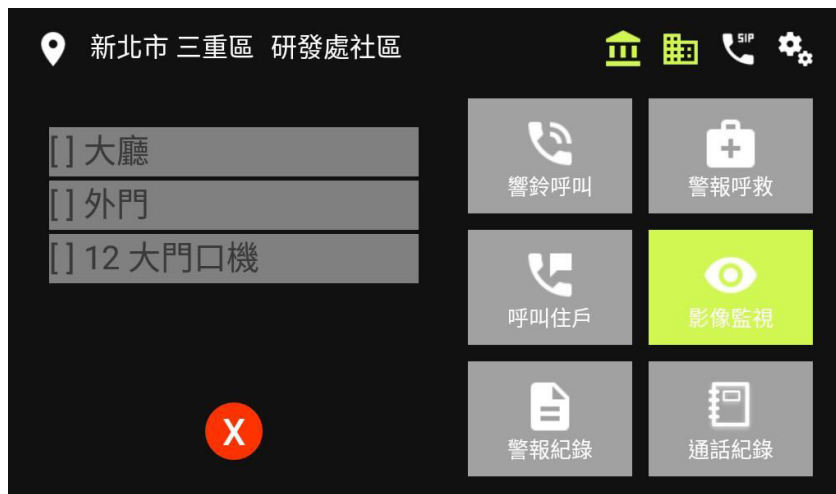 新北市 三重區 研發處社區
SIP
[ ] 大廳
[ ] 外門
[ ] 12 大門口機
X
響鈴呼叫
警報呼救
呼叫住戶
影像監視
警報紀錄
通話紀錄